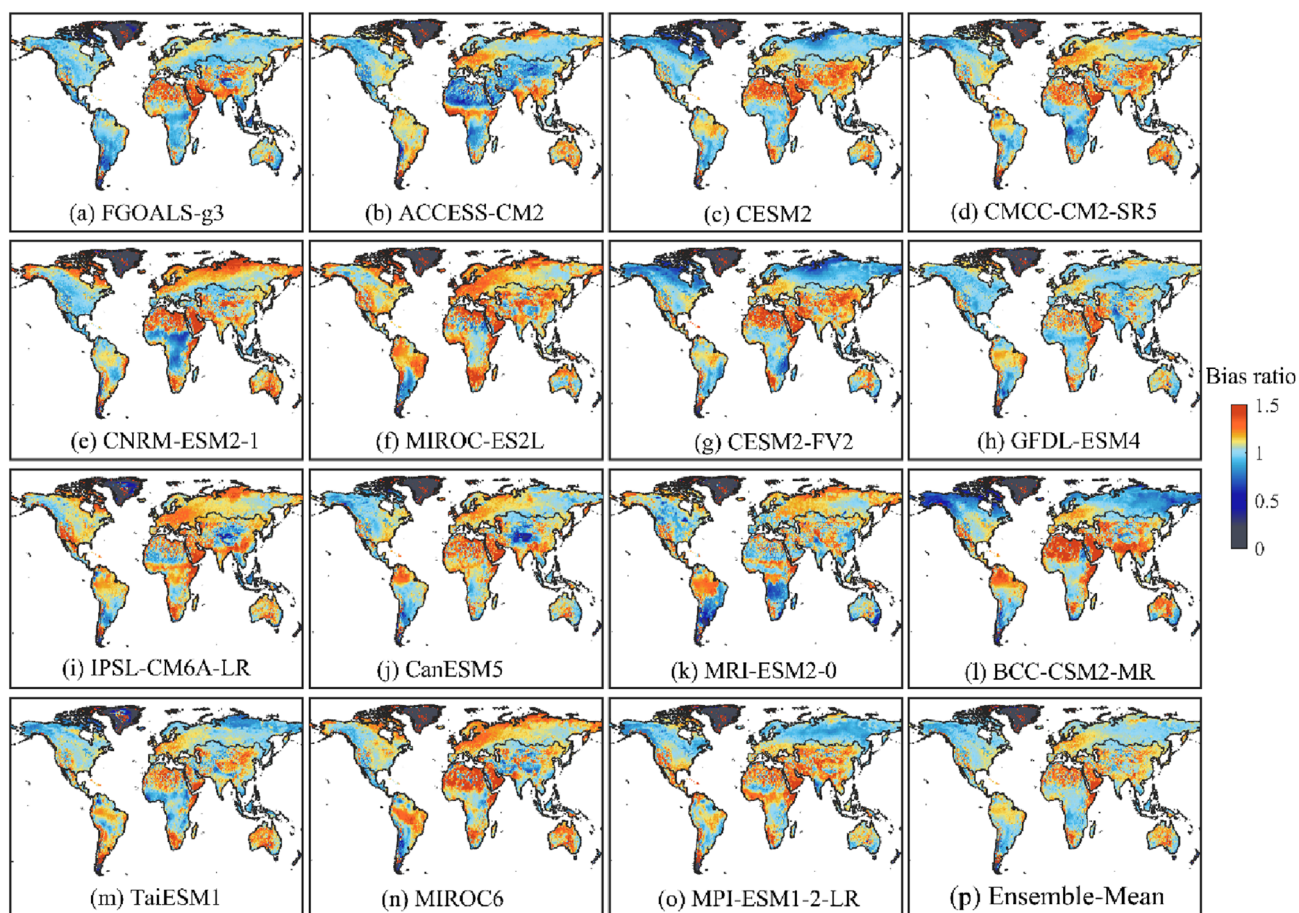 (a) FGOALS-g3
(b) ACCESS-CM2
(c) CESM2
(d) CMCC-CM2-SR5
(e) CNRM-ESM2-1
(f) MIROC-ES2L
(g) CESM2-FV2
(h) GFDL-ESM4
Bias ratio
1.5
1
0.5
0
(i) IPSL-CM6A-LR
(j) CanESM5
(k) MRI-ESM2-0
(l) BCC-CSM2-MR
(m) TaiESM1
(n) MIROC6
(o) MPI-ESM1-2-LR
(p) Ensemble-Mean